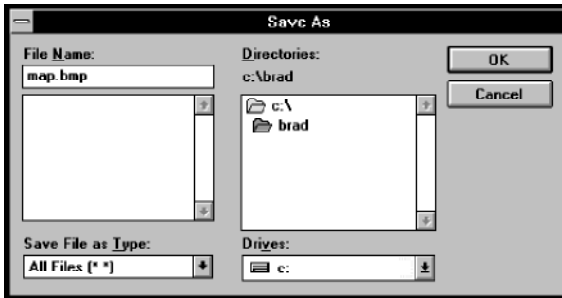 Save As
File Name:
map.bmp
Directories:
c:\brad
c:\
brad
OK
Cancel
Save File as Type:
All Files (* *)
Drives:
c: